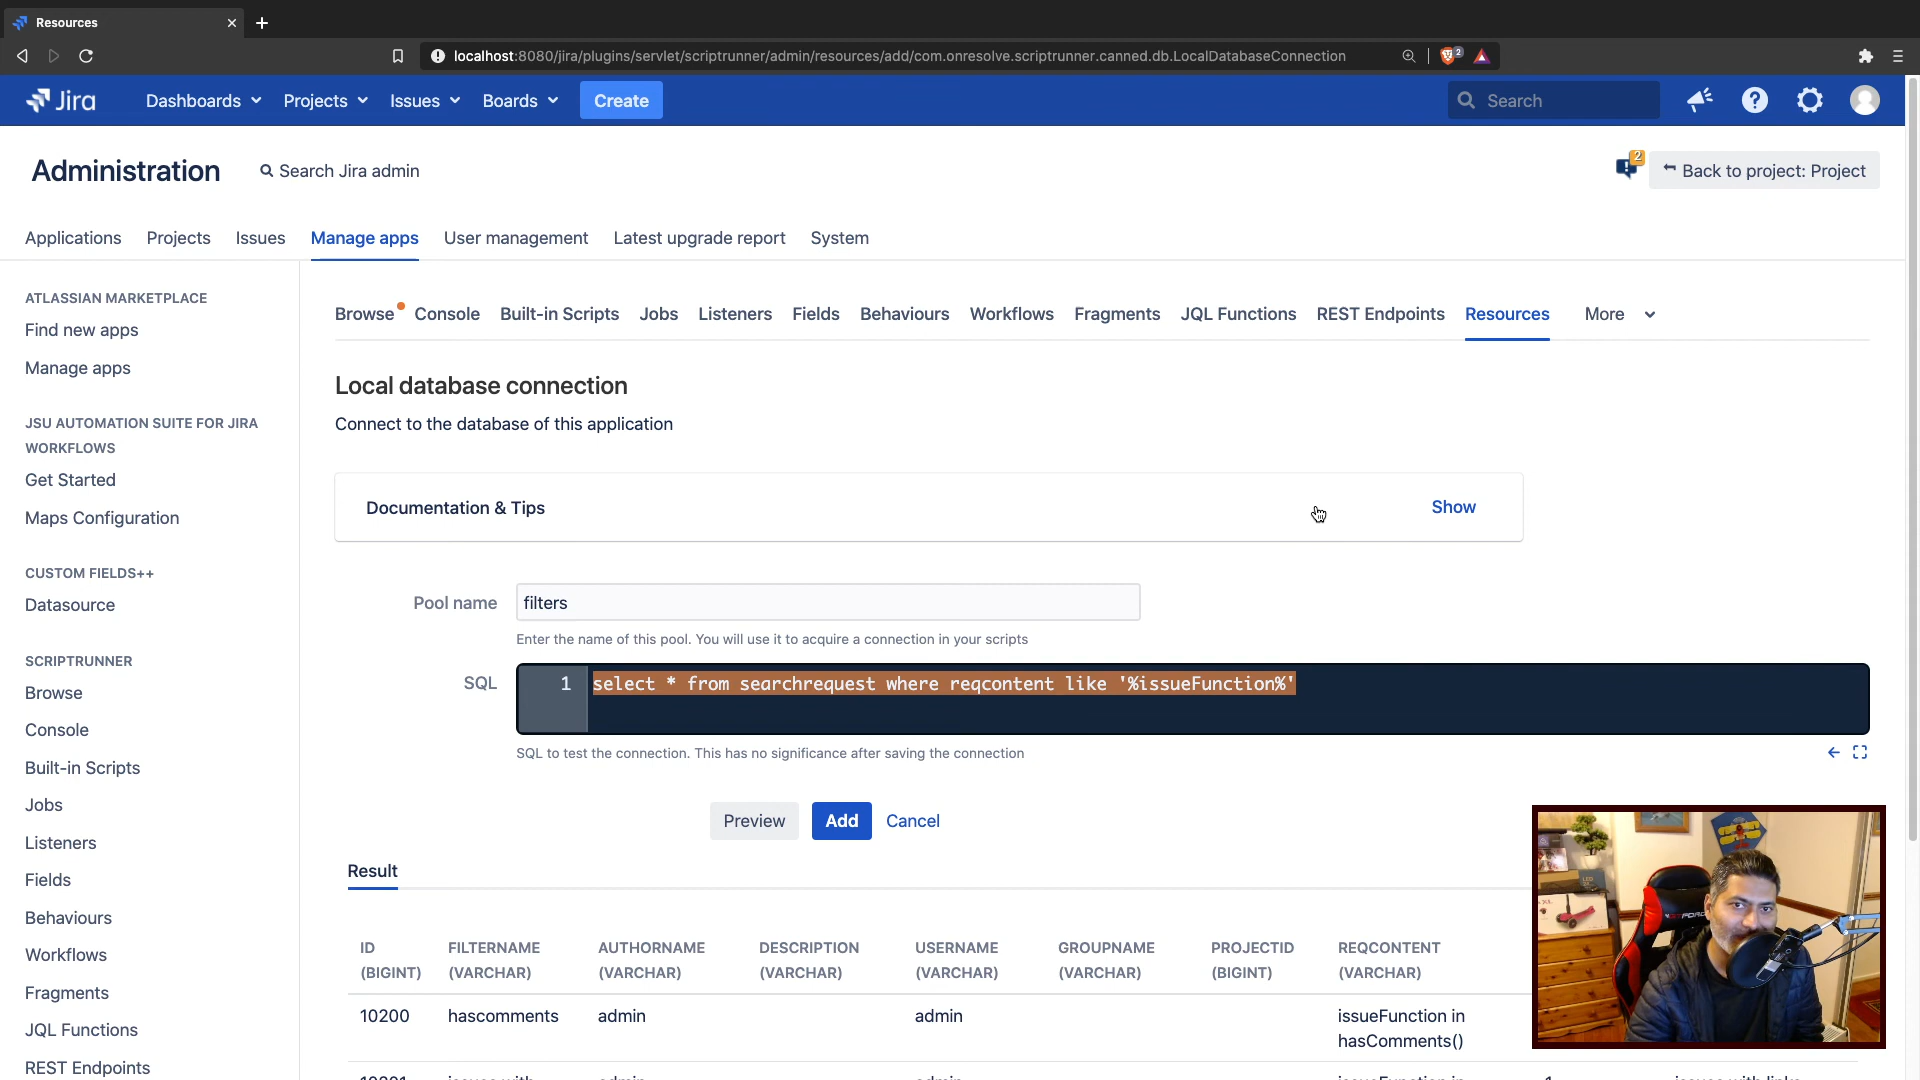 Resources
localhost:8080/jira/plugins/servlet/scriptrunner/admin/resources/add/com.onresolve.scriptrunner.canned.db.LocalDatabaseConnection
2
Jira
Dashboards
Projects
Issues
Boards
Create
Search
Administration
Search Jira admin
2
Back to project: Project
Applications
Projects
Issues
Manage apps
User management
Latest upgrade report
System
ATLASSIAN MARKETPLACE
Find new apps
Manage apps
JSU AUTOMATION SUITE FOR JIRA
WORKFLOWS
Get Started
Maps Configuration
CUSTOM FIELDS++
Datasource
SCRIPTRUNNER
Browse
Console
Built-in Scripts
Jobs
Listeners
Fields
Behaviours
Workflows
Fragments
JQL Functions
REST Endpoints
Browse
Console
Built-in Scripts
Jobs
Listeners
Fields
Behaviours
Workflows
Fragments
JQL Functions
REST Endpoints
Resources
More
Local database connection
Connect to the database of this application
Documentation & Tips
Show
Pool name
filters
Enter the name of this pool. You will use it to acquire a connection in your scripts
SQL
1
select * from searchrequest where reqcontent like '%issueFunction%'
SQL to test the connection. This has no significance after saving the connection
Preview
Add
Cancel
Result
ID (BIGINT)
FILTERNAME (VARCHAR)
AUTHORNAME (VARCHAR)
DESCRIPTION (VARCHAR)
USERNAME (VARCHAR)
GROUPNAME (VARCHAR)
PROJECTID (BIGINT)
REQCONTENT (VARCHAR)
10200
hascomments
admin
admin
issueFunction in
hasComments()